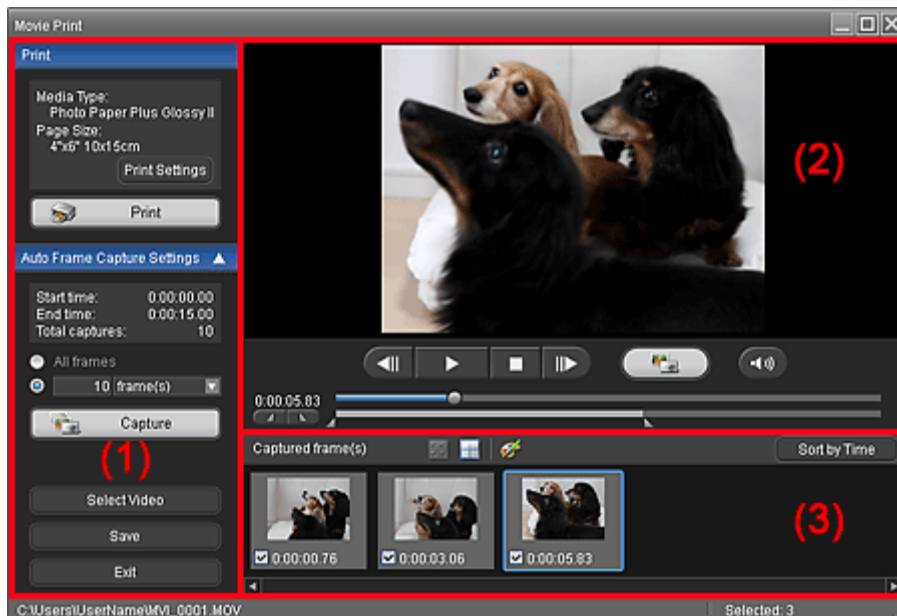 Movie Print
Print
Media Type:
Photo Paper Plus Glossy II
Page Size:
4"x6" 10x15cm
Print Settings
Print
Auto Frame Capture Settings
Start time: 0:00:00.00
End time: 0:00:15.00
Total captures: 10
All frames
10 frame(s)
Capture
(1)
Select Video
Save
Exit
(2)
0:00:05.83
Captured frame(s)
Sort by Time
0:00:00.76
0:00:03.06
0:00:05.83
(3)
C:\Users\UserName\MVI_0001.MOV
Selected: 3